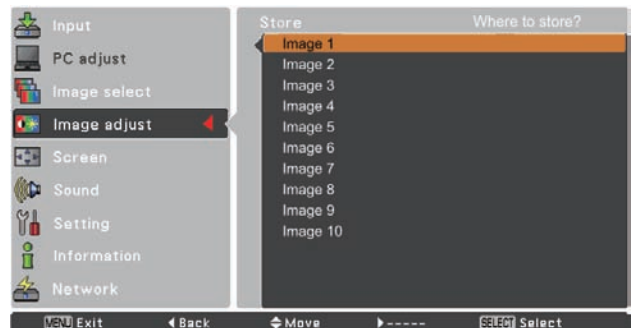 Input
PC adjust
Image select
Image adjust
Screen
Sound
Setting
Information
Network
Store Where to store?
Image 1
Image 2
Image 3
Image 4
Image 5
Image 6
Image 7
Image 8
Image 9
Image 10
MENU Exit Back Move ----- SELECT Select